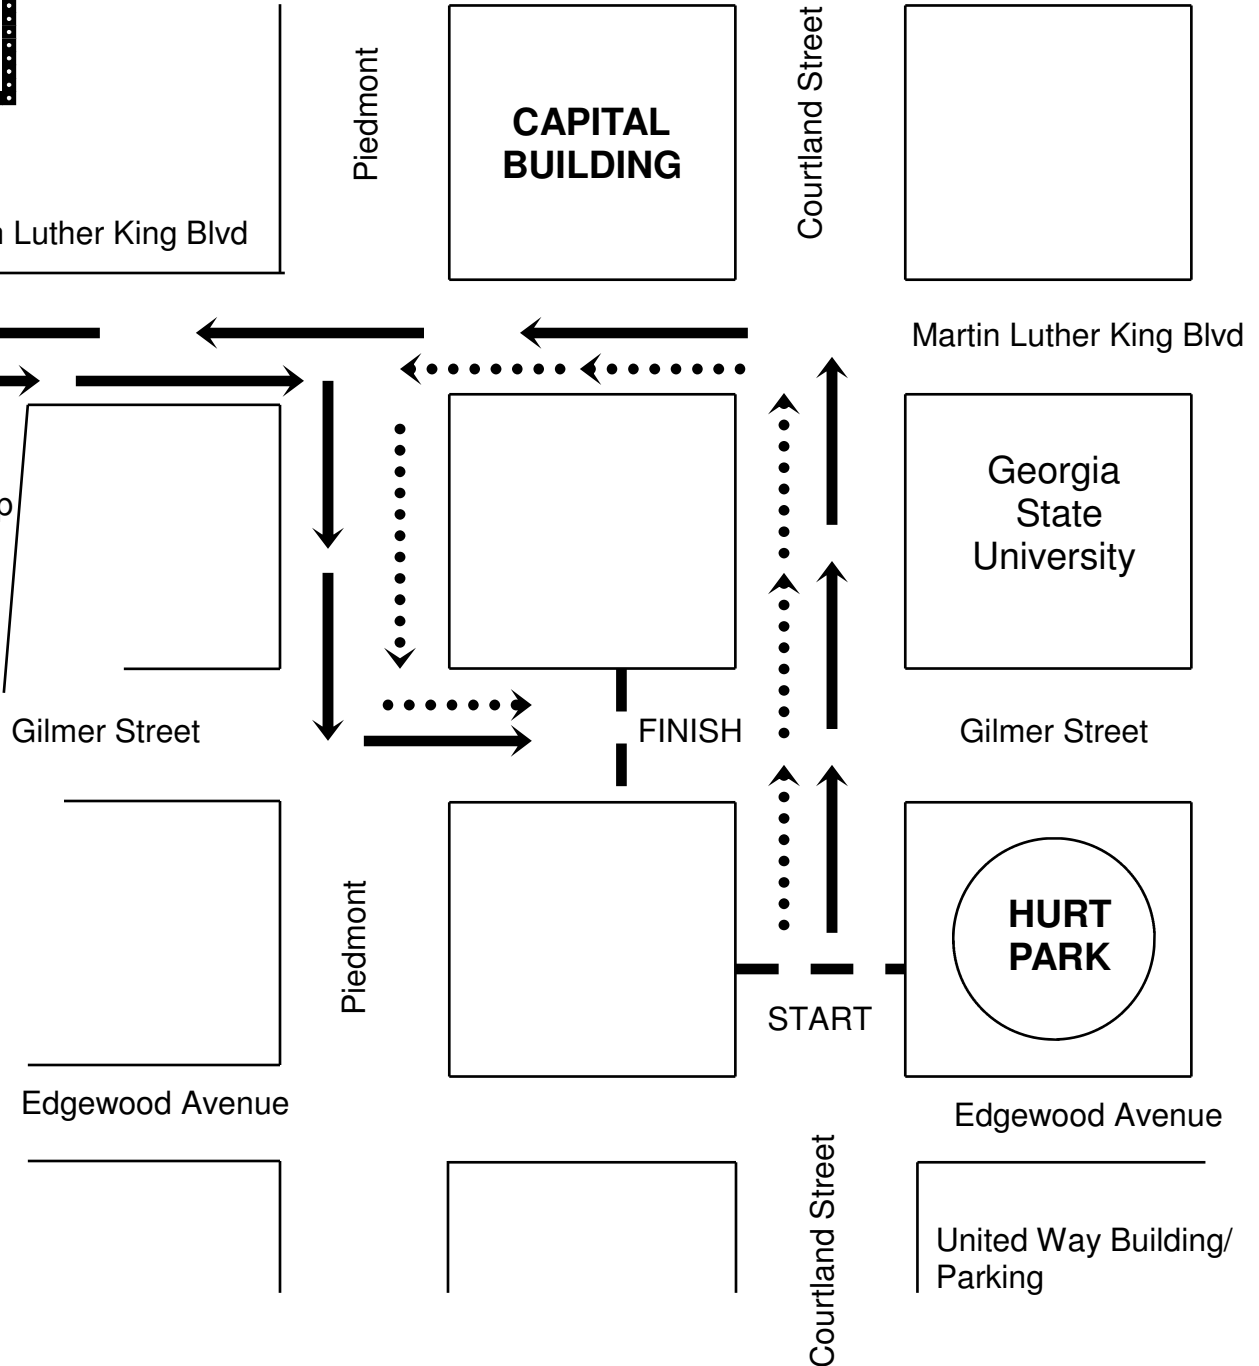 Piedmont
CAPITAL
BUILDING
Courtland Street
Luther King Blvd
Martin Luther King Blvd
Georgia
State
University
Gilmer Street
FINISH
Gilmer Street
Piedmont
HURT
PARK
START
Edgewood Avenue
Edgewood Avenue
Courtland Street
United Way Building/
Parking